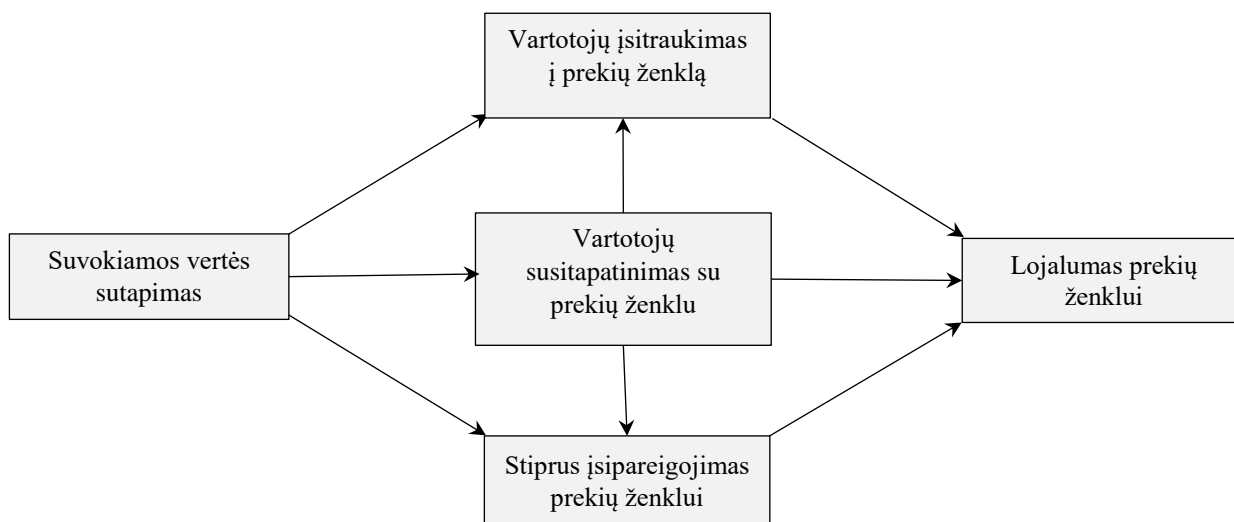 Vartotojų įsitraukimas
į prekių ženklą
Suvokiamos vertės
sutapimas
Vartotojų
susitapatinimas su
prekių ženklu
Lojalumas prekių
ženklui
Stiprus įsipareigojimas
prekių ženklui